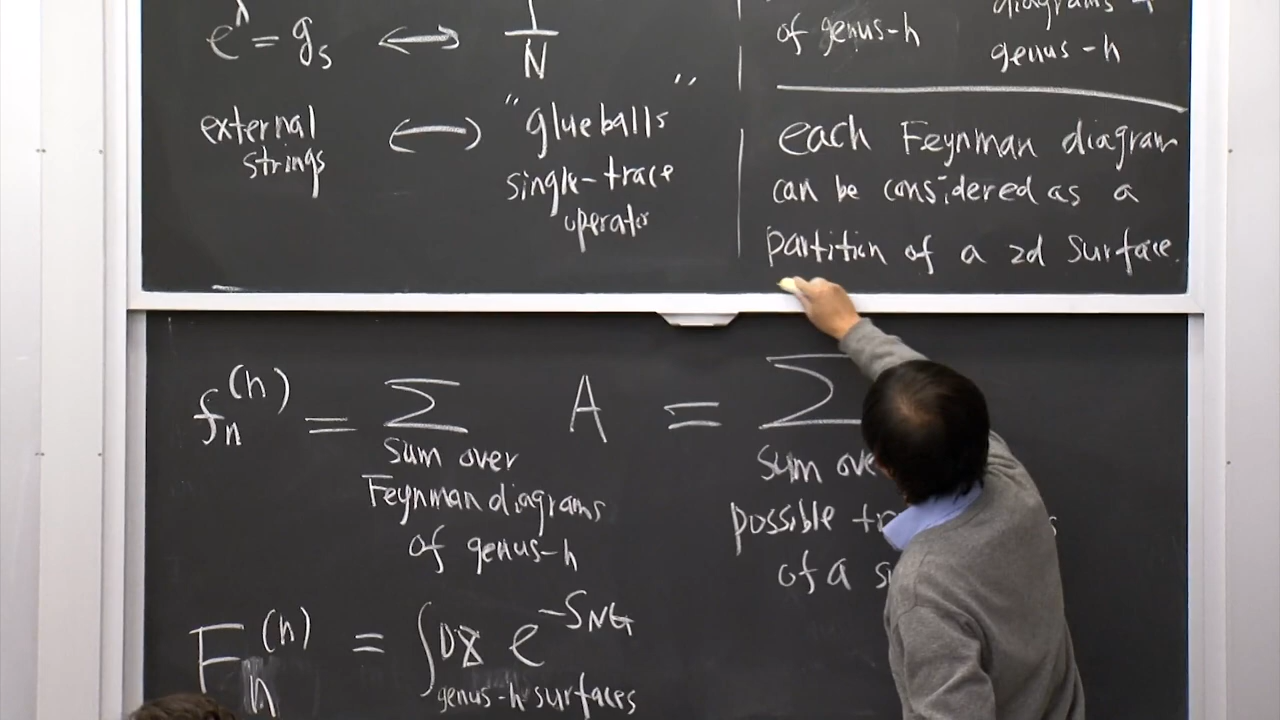 e^λ = g_s ⟷ 1/N
external strings ⟷ "glueballs"
single-trace
operator
of genus-h
diagrams
genus-h
each Feynman diagram
can be considered as a
partition of a 2d surface.
f_n^(h) = Σ A = Σ
sum over
Feynman diagrams
of genus-h
sum over
possible
of a
F_n^(h) = ∫ DX e^{-S_NG}
genus-h surfaces